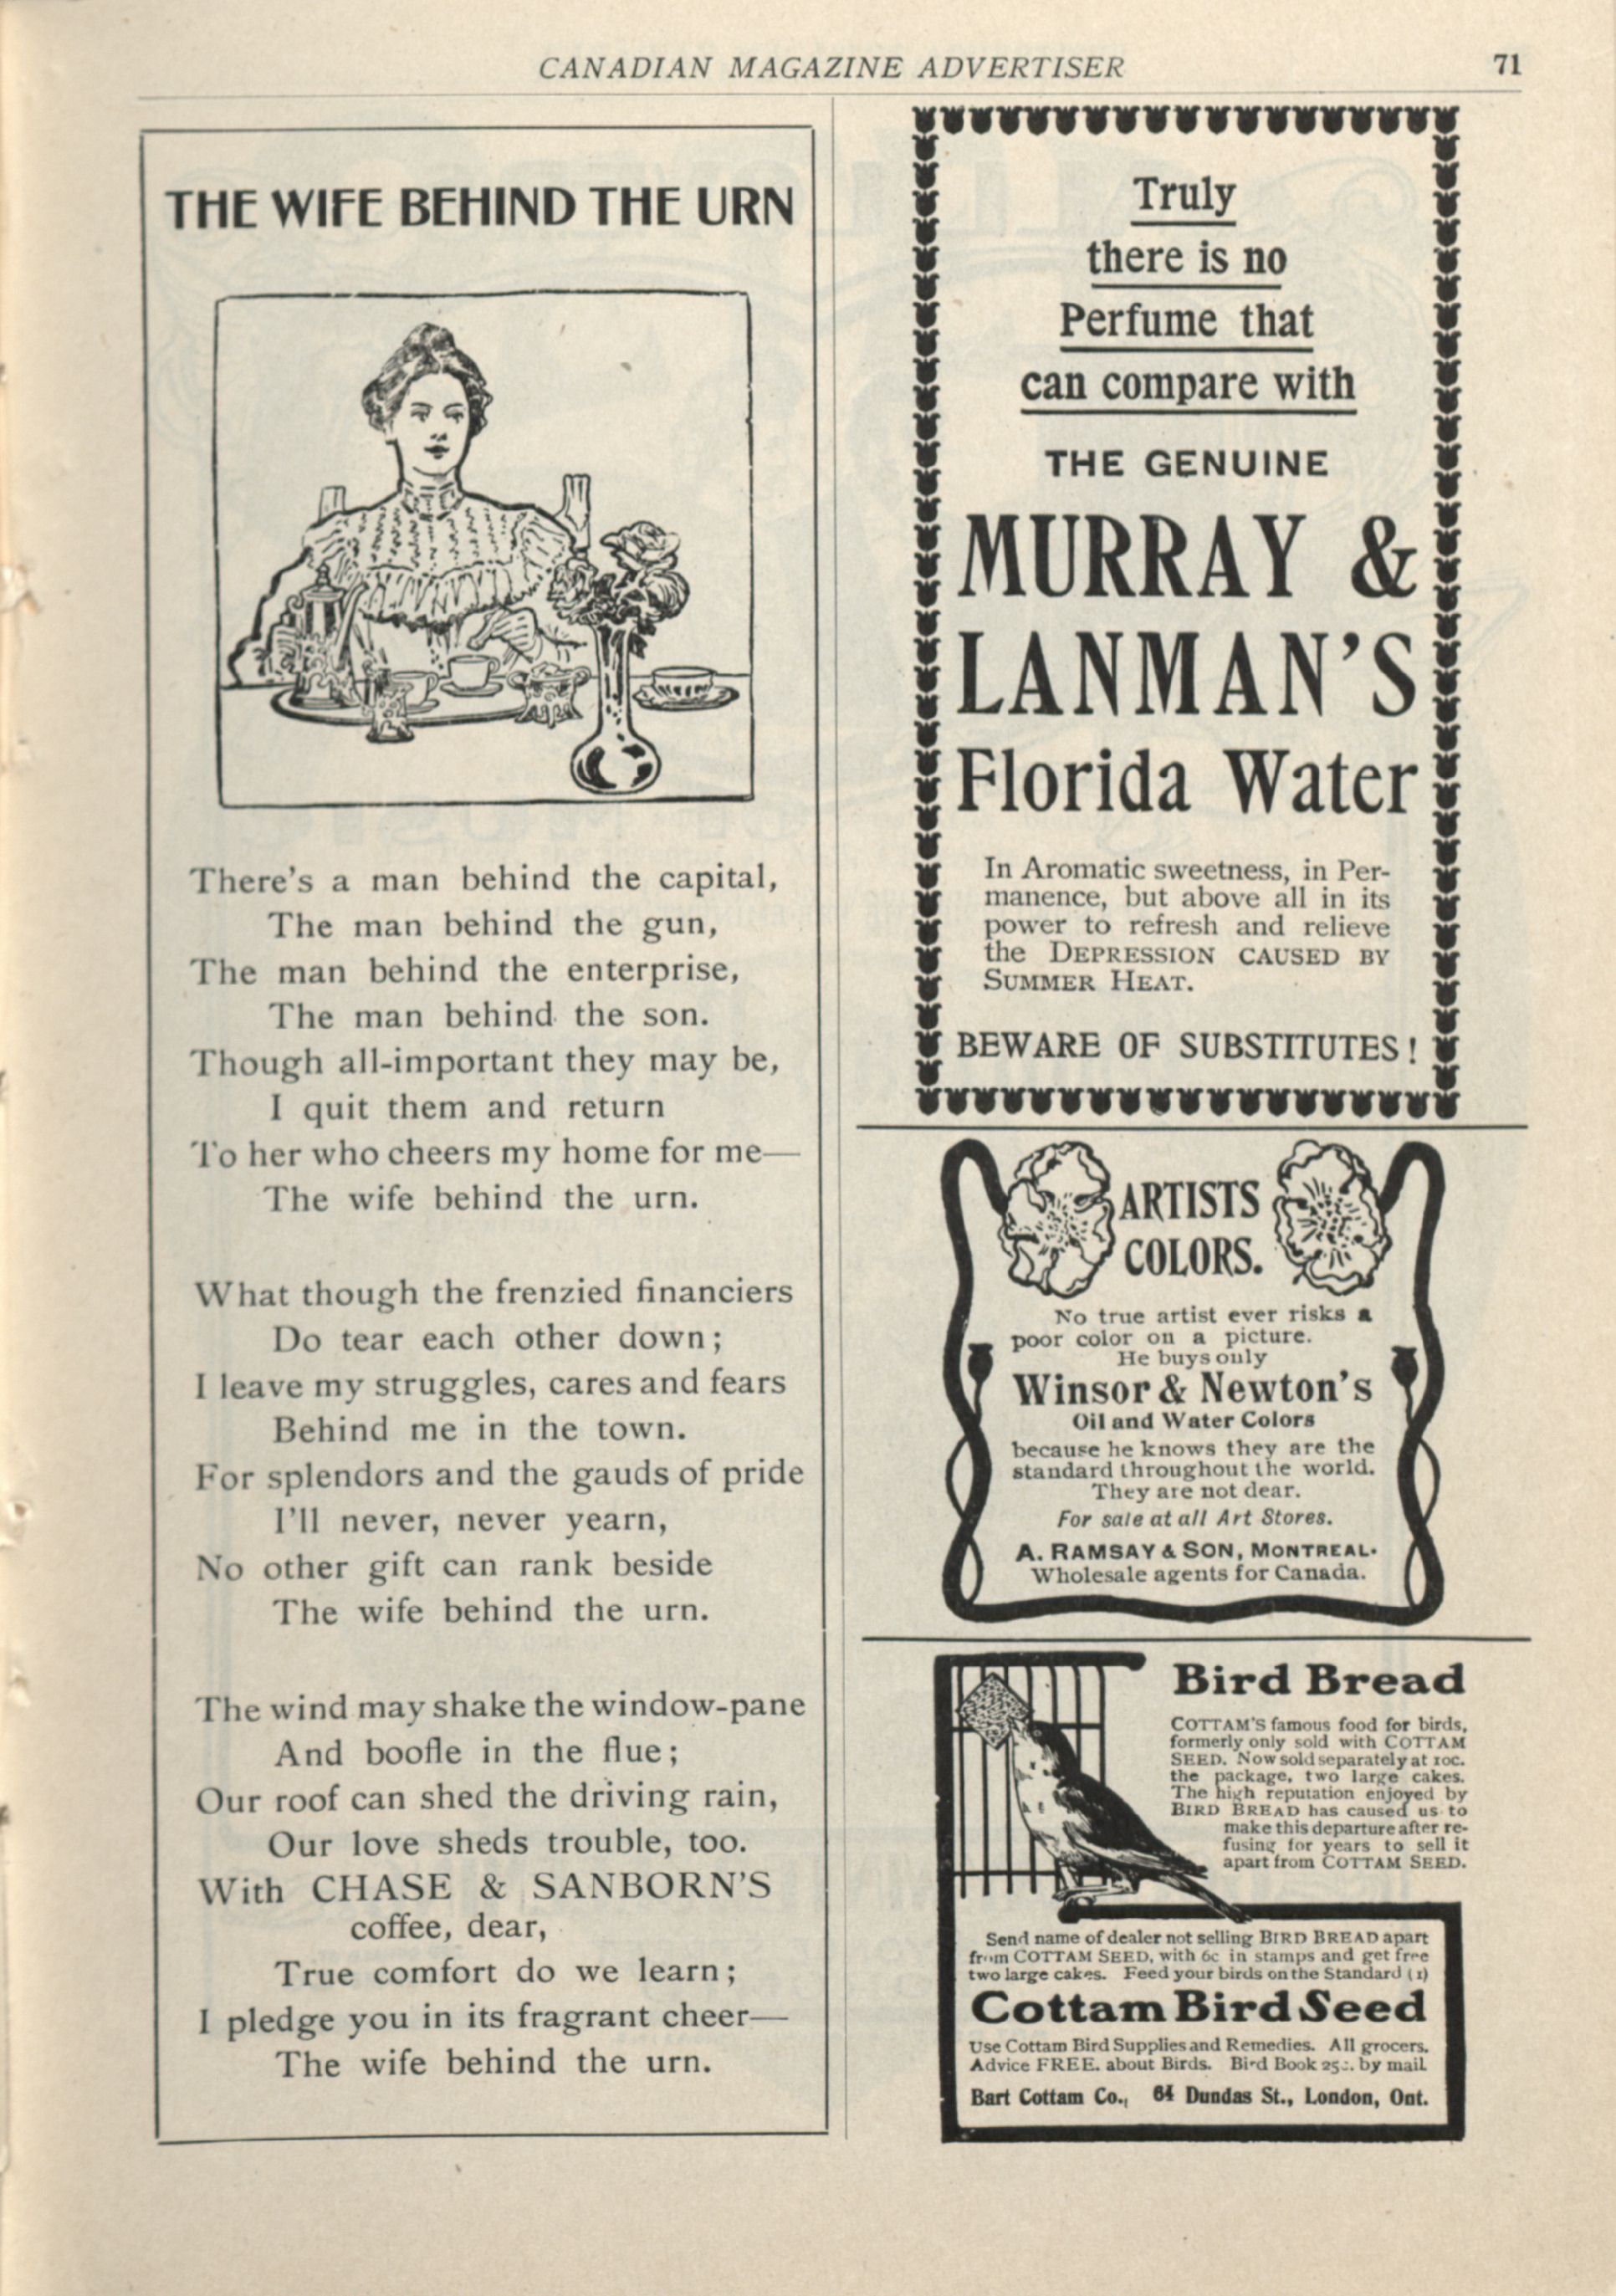 CANADIAN MAGAZINE ADVERTISER 71
THE WIFE BEHIND THE URN
There's a man behind the capital,
The man behind the gun,
The man behind the enterprise,
The man behind the son.
Though all-important they may be,
I quit them and return
To her who cheers my home for me—
The wife behind the urn.
What though the frenzied financiers
Do tear each other down;
I leave my struggles, cares and fears
Behind me in the town.
For splendors and the gauds of pride
I'll never, never yearn,
No other gift can rank beside
The wife behind the urn.
The wind may shake the window-pane
And boofle in the flue;
Our roof can shed the driving rain,
Our love sheds trouble, too.
With CHASE & SANBORN'S
coffee, dear,
True comfort do we learn;
I pledge you in its fragrant cheer—
The wife behind the urn.
Truly
there is no
Perfume that
can compare with
THE GENUINE
MURRAY &
LANMAN'S
Florida Water
In Aromatic sweetness, in Per-
manence, but above all in its
power to refresh and relieve
the DEPRESSION CAUSED BY
SUMMER HEAT.
BEWARE OF SUBSTITUTES!
ARTISTS
COLORS.
No true artist ever risks a
poor color on a picture.
He buys only
Winsor & Newton's
Oil and Water Colors
because he knows they are the
standard throughout the world.
They are not dear.
For sale at all Art Stores.
A. RAMSAY & SON, MONTREAL.
Wholesale agents for Canada.
Bird Bread
COTTAM'S famous food for birds,
formerly only sold with COTTAM
SEED. Now sold separately at 10c.
the package, two large cakes.
The high reputation enjoyed by
BIRD BREAD has caused us to
make this departure after re-
fusing for years to sell it
apart from COTTAM SEED.
Send name of dealer not selling BIRD BREAD apart
from COTTAM SEED, with 6c in stamps and get free
two large cakes. Feed your birds on the Standard (1)
Cottam Bird Seed
Use Cottam Bird Supplies and Remedies. All grocers.
Advice FREE. about Birds. Bird Book 25c. by mail
Bart Cottam Co., 64 Dundas St., London, Ont.